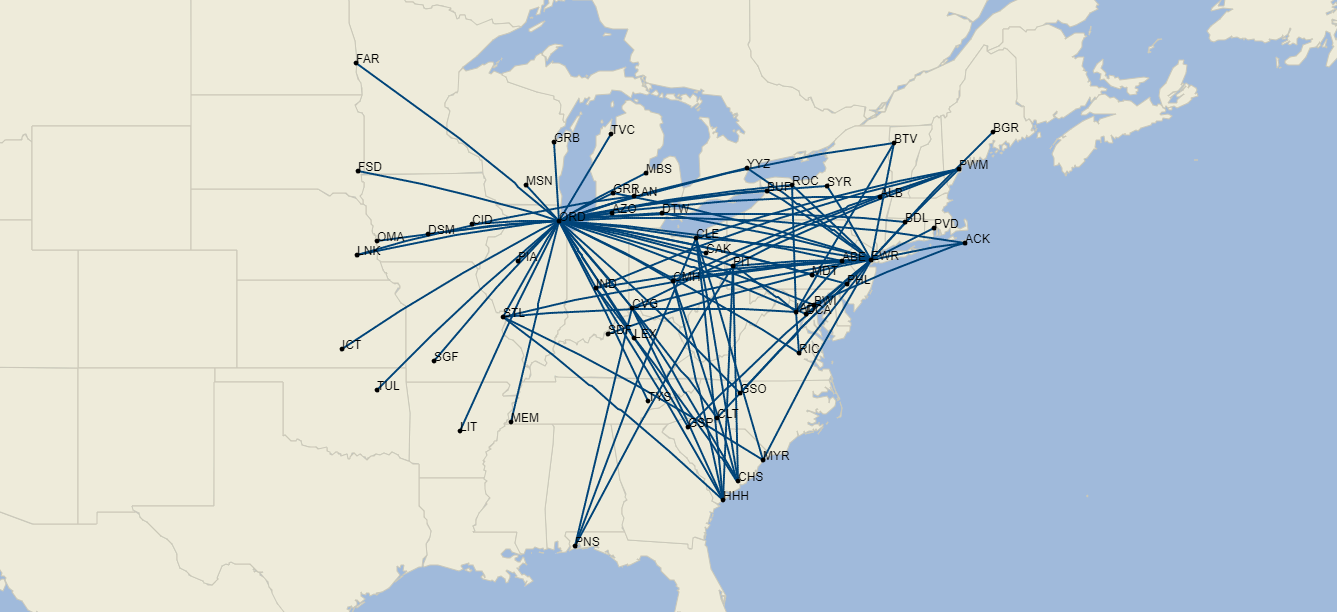 FAR
GRB
TVC
BGR
BTV
FSD
MSN
MBS
YYZ
PWM
GRR
LAN
BUF
ROC
SYR
ALB
AZO
DTW
ORD
CID
DSM
OMA
BDL
PVD
ACK
CLE
CAK
LNK
PIA
PIT
ABE
EWR
CMH
MDT
PHL
IND
CVG
BWI
DCA
STL
SDF
LEX
ICT
SGF
RIC
TUL
TYS
GSO
LIT
MEM
GSP
CLT
MYR
CHS
HHH
PNS